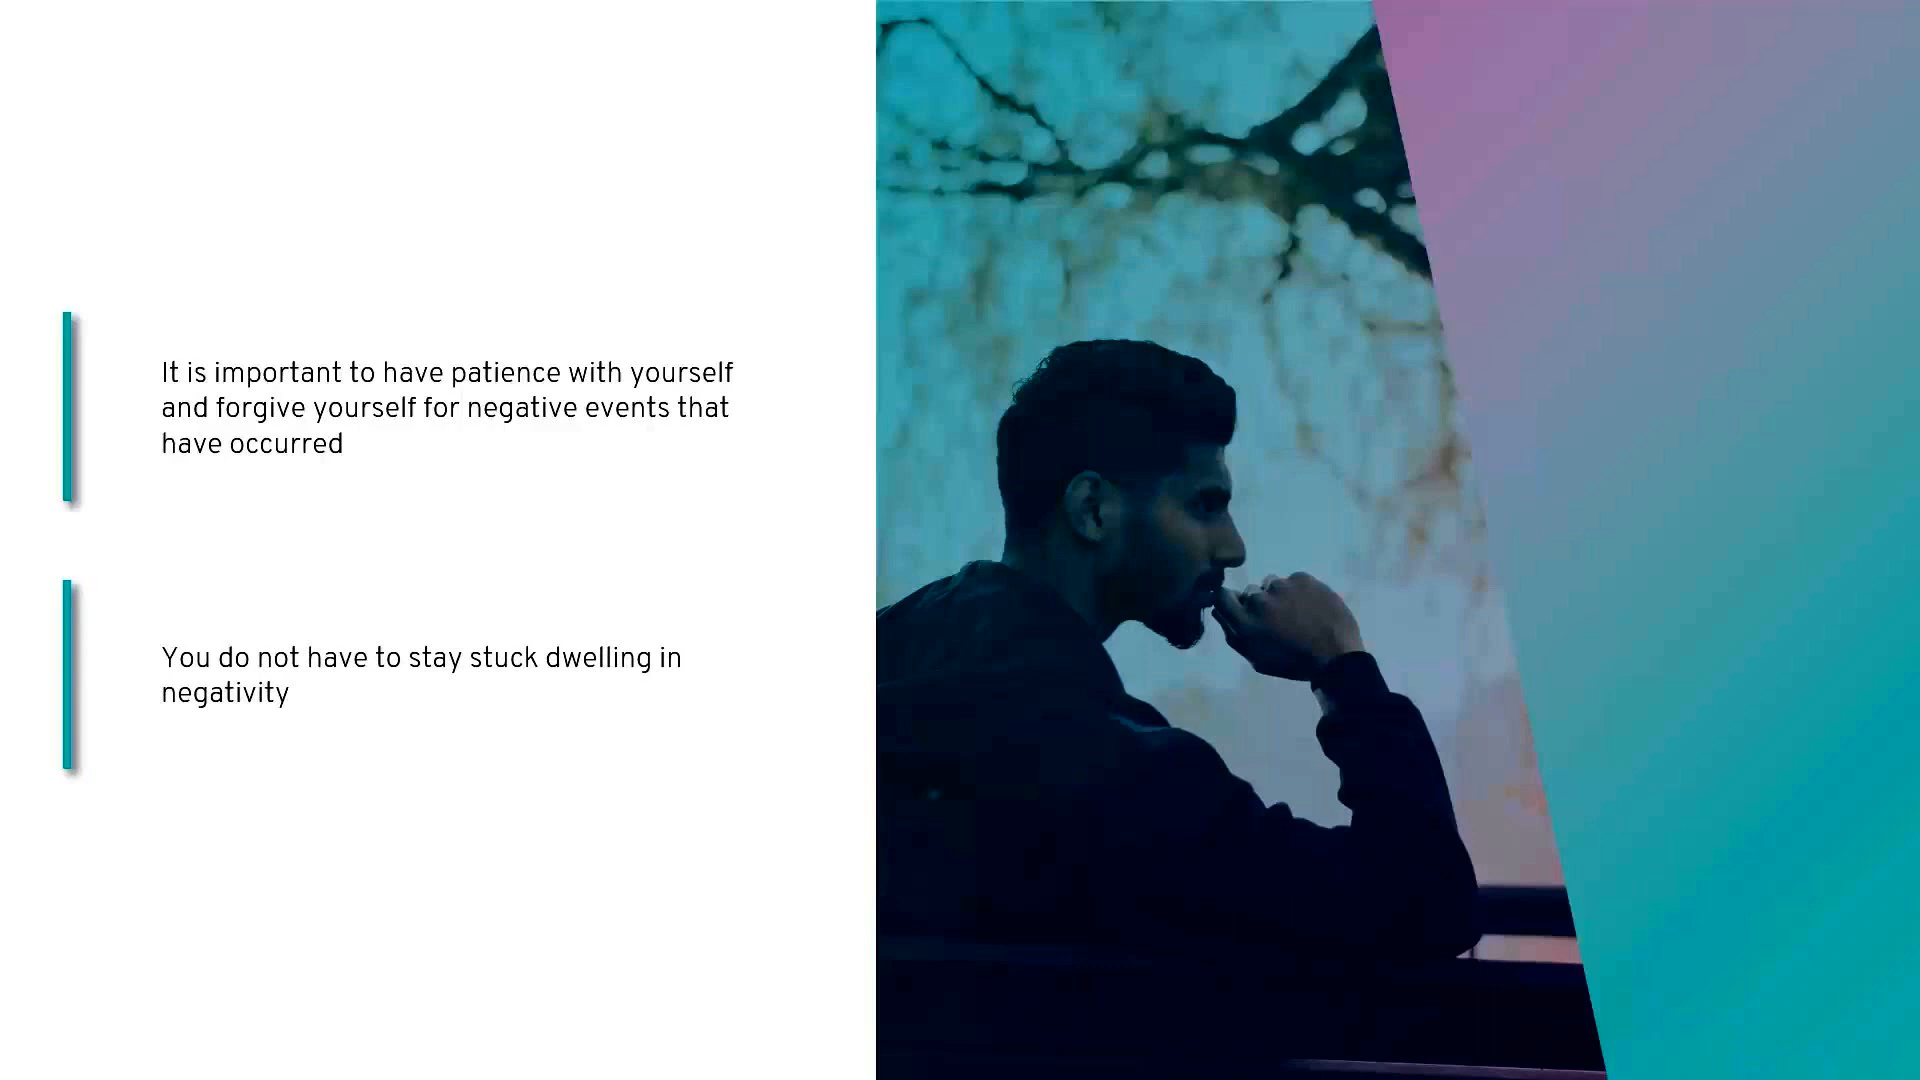 It is important to have patience with yourself
and forgive yourself for negative events that
have occurred
You do not have to stay stuck dwelling in
negativity